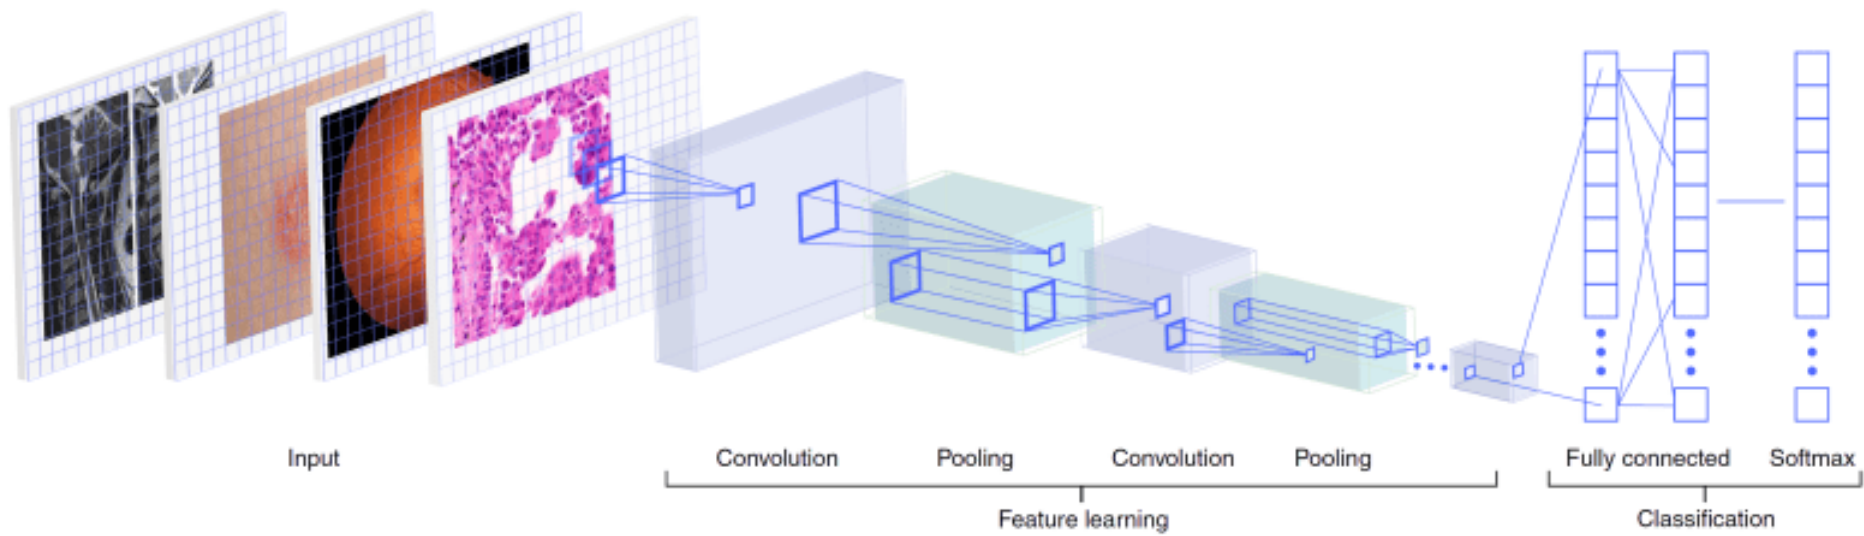 Input
Convolution
Pooling
Convolution
Pooling
Fully connected
Softmax
Feature learning
Classification